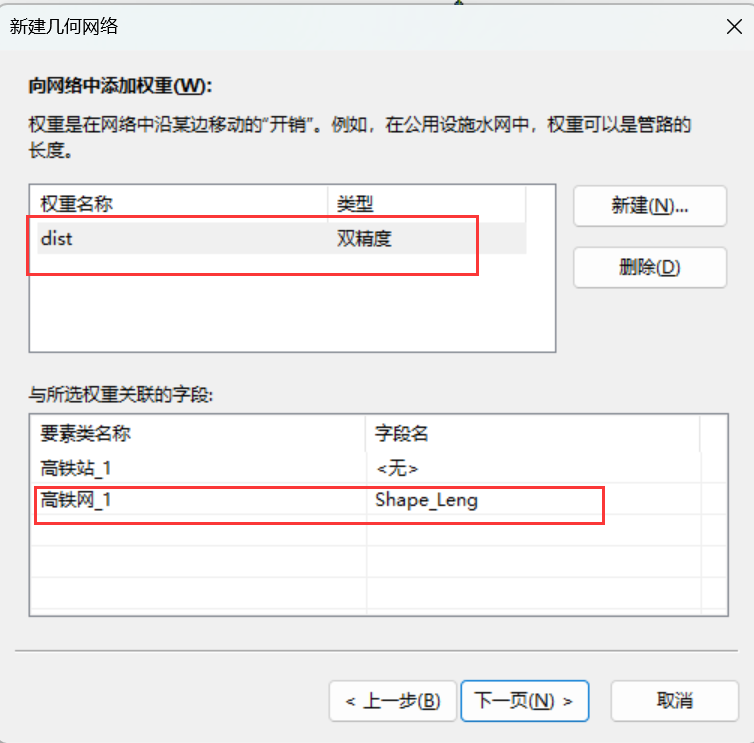 新建几何网络
向网络中添加权重(W):
权重是在网络中沿某边移动的“开销”。例如，在公用设施水网中，权重可以是管路的
长度。
权重名称 类型
dist 双精度
新建(N)...
删除(D)
与所选权重关联的字段:
要素类名称 字段名
高铁站_1 <无>
高铁网_1 Shape_Leng
< 上一步(B) 下一页(N) > 取消